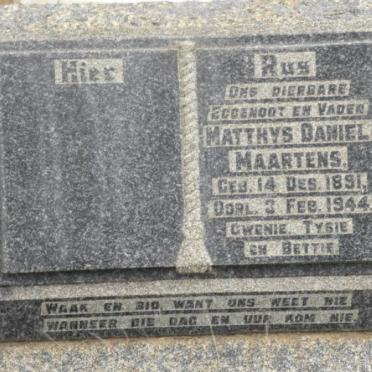 Hier Rus
Ons dierbare
Eggenoot en Vader
Matthys Daniel
Maartens,
Geb. 14 Des. 1891,
Oorl. 3 Feb. 1944.
Gwenie, Tysie
en Bettie.
Waak en bid want ons weet nie
wanneer die dag en uur kom nie.